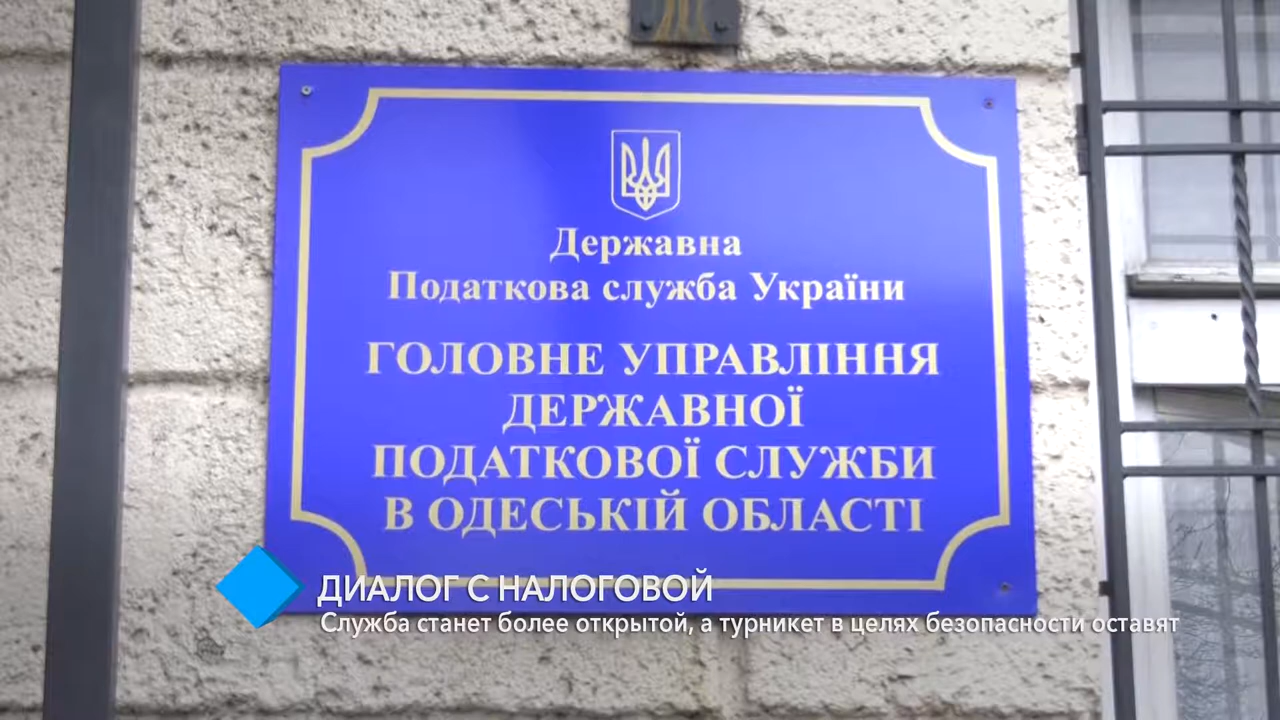 Державна
Податкова служба України
ГОЛОВНЕ УПРАВЛІННЯ
ДЕРЖАВНОЇ
ПОДАТКОВОЇ СЛУЖБИ
В ОДЕСЬКІЙ ОБЛАСТІ
ДИАЛОГ С НАЛОГОВОЙ
Служба станет более открытой, а турникет в целях безопасности оставят